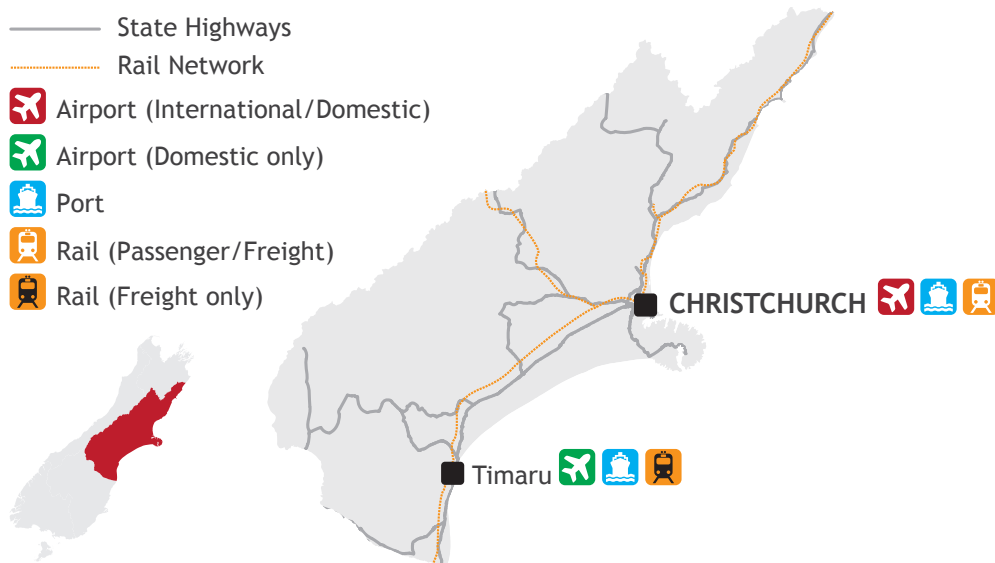 State Highways
Rail Network
Airport (International/Domestic)
Airport (Domestic only)
Port
Rail (Passenger/Freight)
Rail (Freight only)
CHRISTCHURCH
Timaru